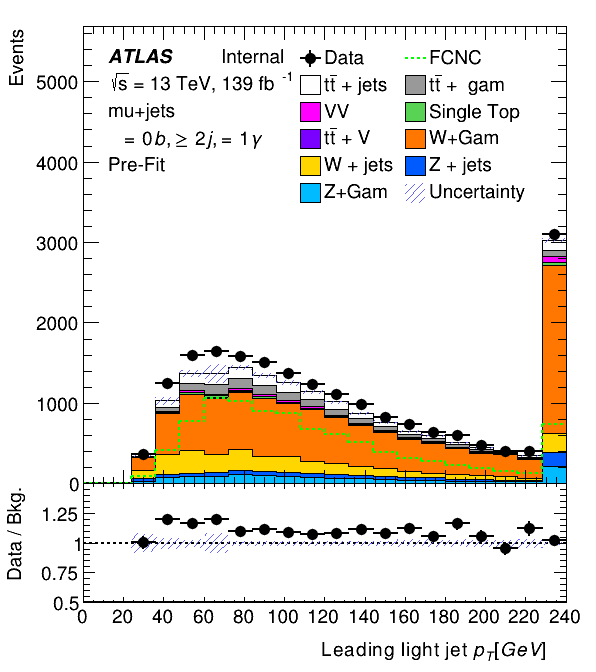 Events
5000
4000
3000
2000
1000
0
ATLAS Internal
√s = 13 TeV, 139 fb -1
mu+jets
= 0b, ≥ 2j, = 1γ
Pre-Fit
Data
FCNC
tt̄ + jets
tt̄ + gam
VV
Single Top
tt̄ + V
W+Gam
W + jets
Z + jets
Z+Gam
Uncertainty
Data / Bkg.
1.25
1
0.75
0.5
0 20 40 60 80 100 120 140 160 180 200 220 240
Leading light jet pT[GeV]